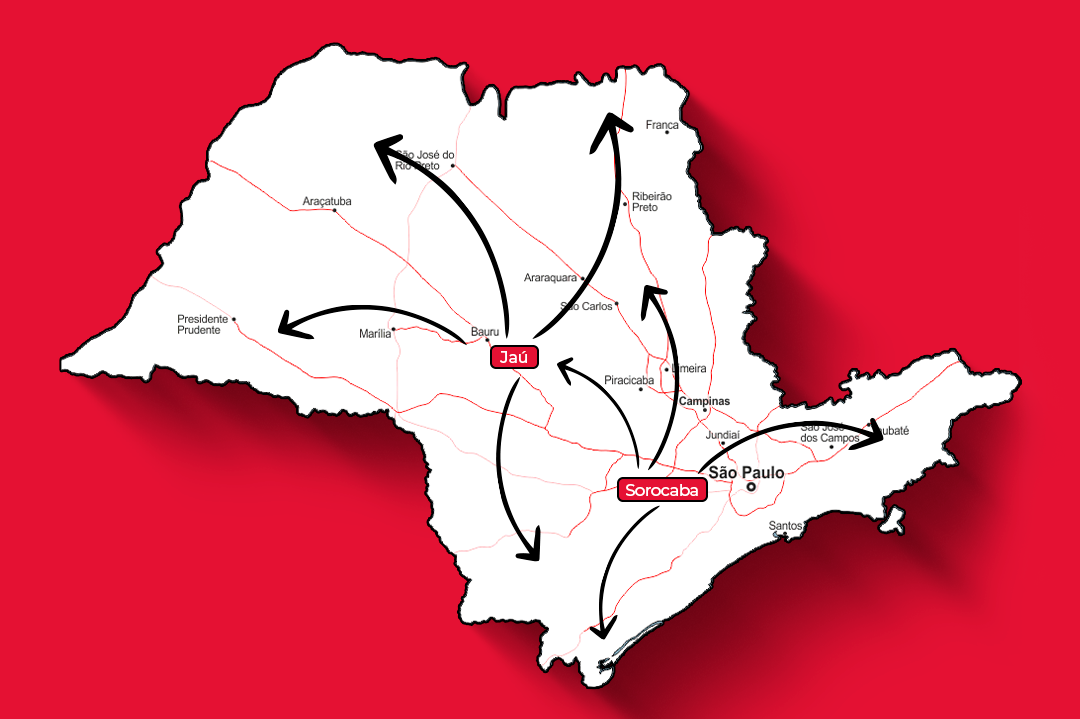 Franca
São José do
Rio Preto
Araçatuba
Ribeirão
Preto
Araraquara
São Carlos
Presidente
Prudente
Marília
Bauru
Jaú
Limeira
Piracicaba
Campinas
Jundiaí
São José
dos Campos
Taubaté
São Paulo
Sorocaba
Santos